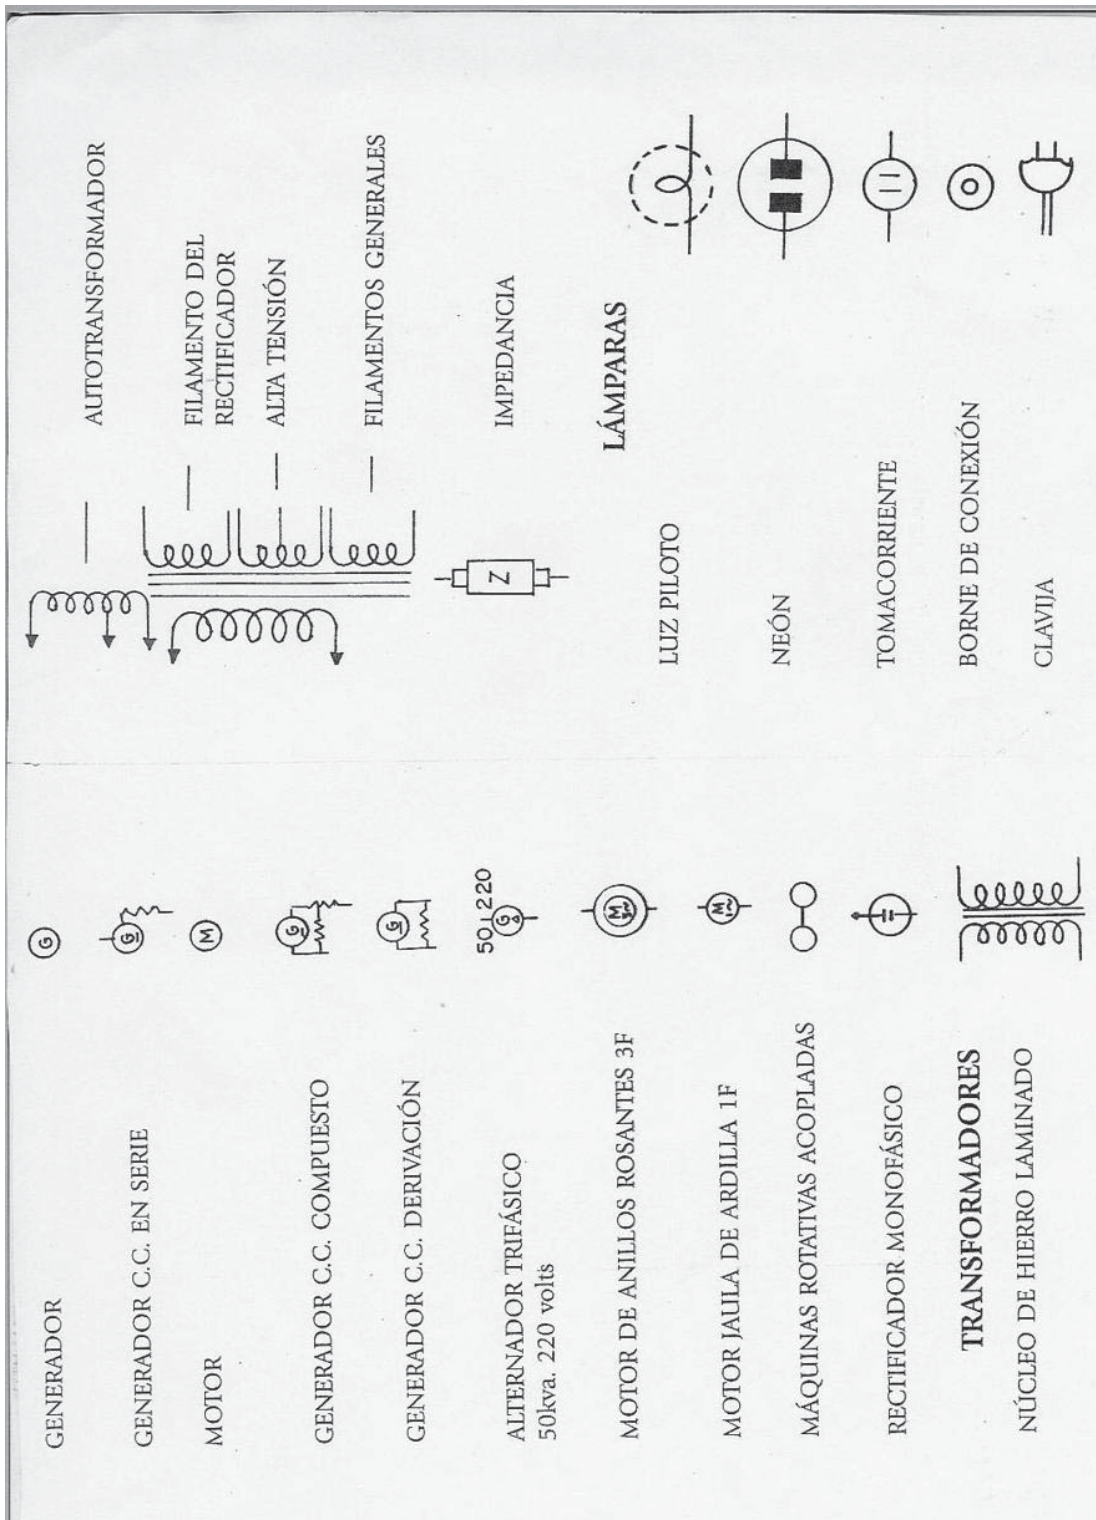 GENERADOR
G
GENERADOR C.C. EN SERIE
G
MOTOR
M
GENERADOR C.C. COMPUESTO
G
GENERADOR C.C. DERIVACIÓN
G
ALTERNADOR TRIFÁSICO
50kva. 220 volts
50 220
G
MOTOR DE ANILLOS ROSANTES 3F
M
3~
MOTOR JAULA DE ARDILLA 1F
M
1~
MÁQUINAS ROTATIVAS ACOPLADAS
RECTIFICADOR MONOFÁSICO
TRANSFORMADORES
NÚCLEO DE HIERRO LAMINADO
AUTOTRANSFORMADOR
FILAMENTO DEL
RECTIFICADOR
ALTA TENSIÓN
FILAMENTOS GENERALES
Z
IMPEDANCIA
LÁMPARAS
LUZ PILOTO
NEÓN
TOMACORRIENTE
BORNE DE CONEXIÓN
CLAVIJA